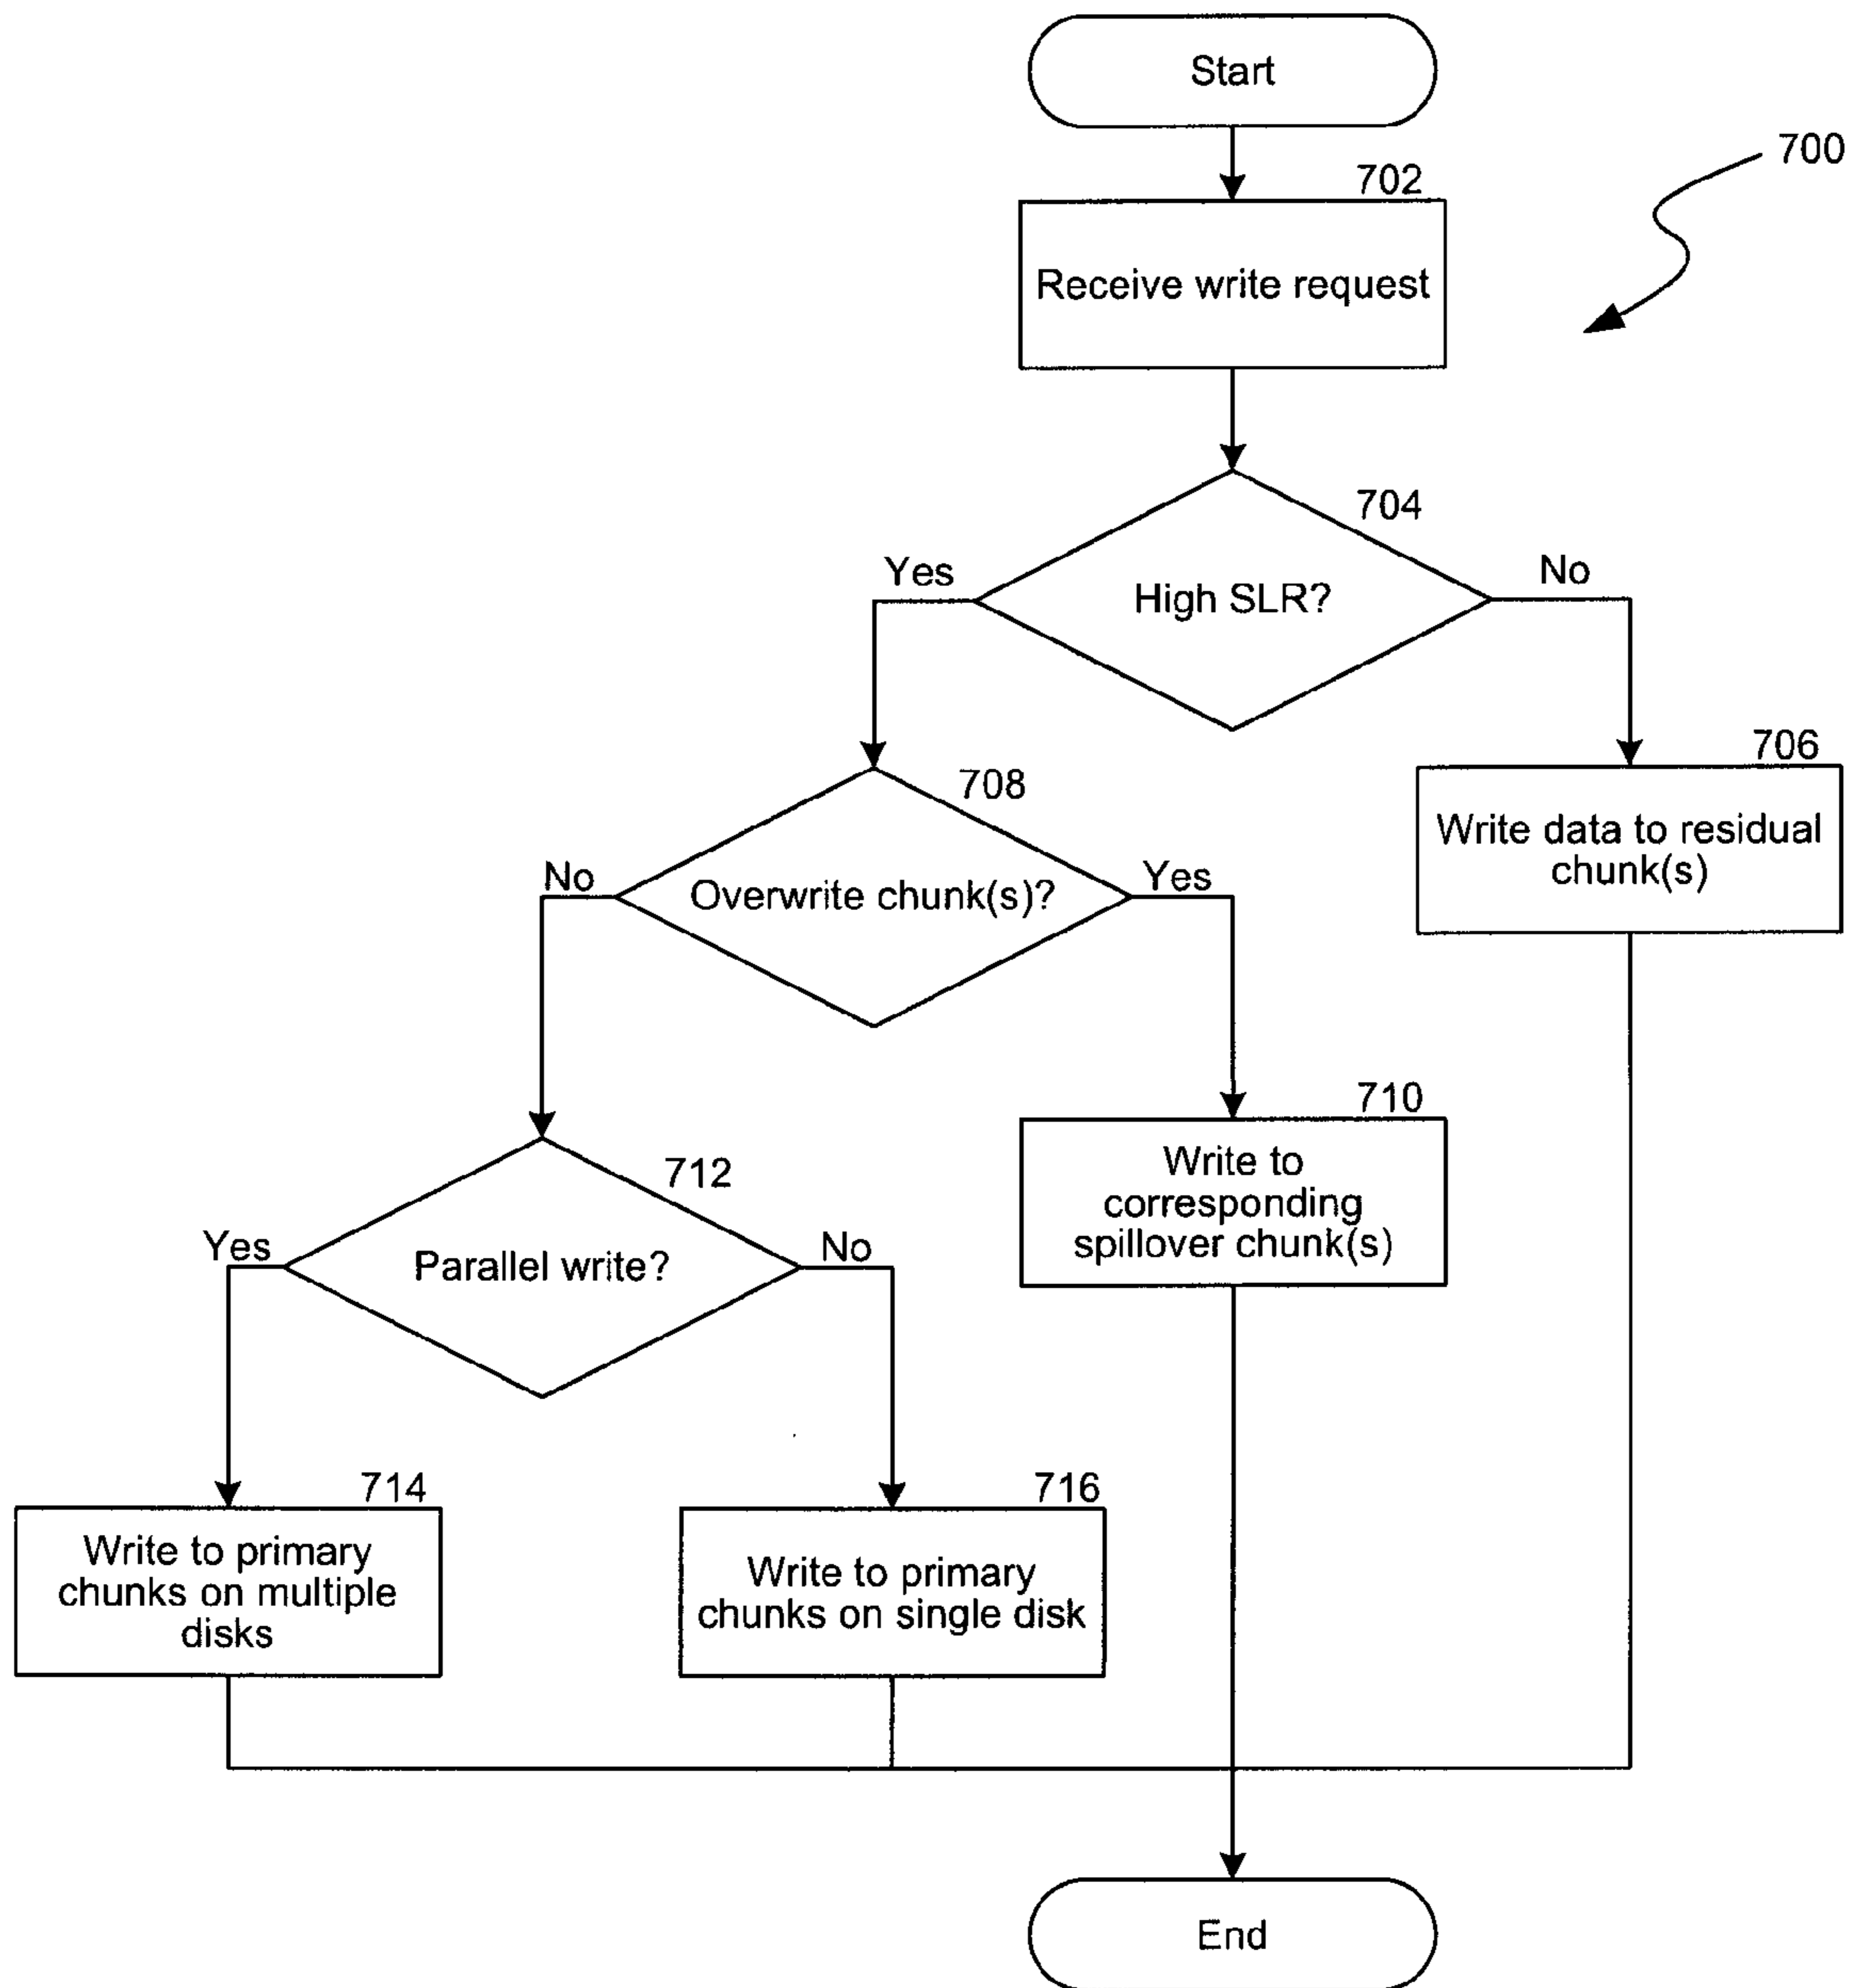 Start
700
702
Receive write request
704
Yes
High SLR?
No
706
Write data to residual
chunk(s)
708
No
Overwrite chunk(s)?
Yes
710
Write to
corresponding
spillover chunk(s)
712
Yes
Parallel write?
No
714
Write to primary
chunks on multiple
disks
716
Write to primary
chunks on single disk
End